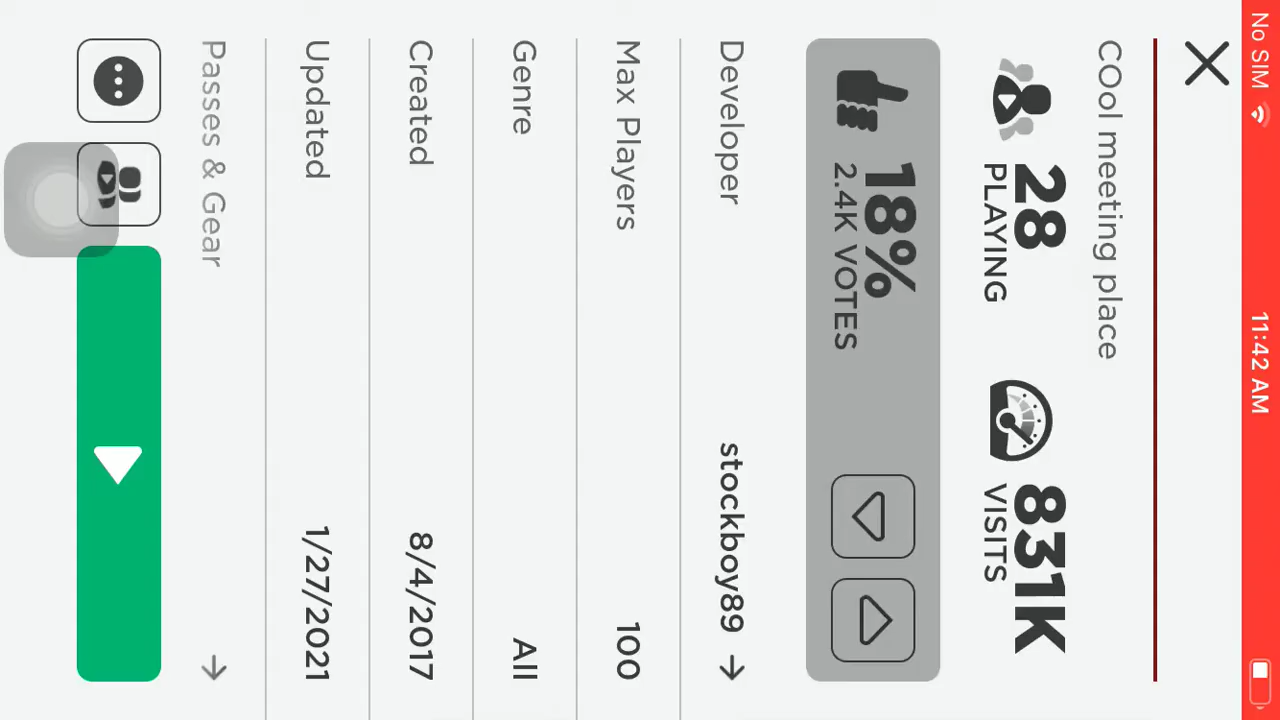 No SIM 11:42 AM
COol meeting place
28 831K
PLAYING VISITS
18%
2.4K VOTES
Developer stockboy89
Max Players 100
Genre All
Created 8/4/2017
Updated 1/27/2021
Passes & Gear